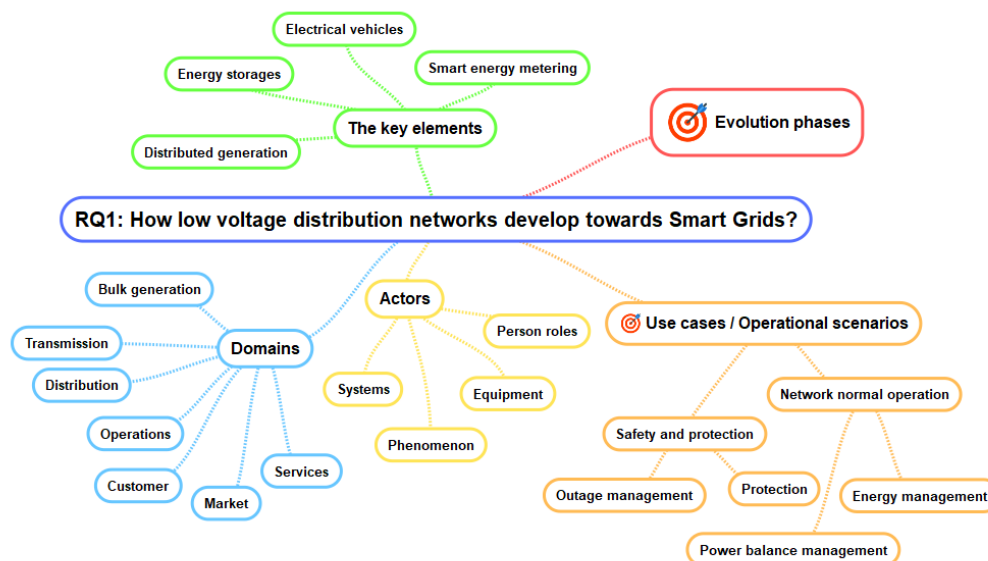 Electrical vehicles
Energy storages
Smart energy metering
The key elements
Distributed generation
Evolution phases
RQ1: How low voltage distribution networks develop towards Smart Grids?
Bulk generation
Transmission
Domains
Distribution
Operations
Customer
Market
Services
Actors
Person roles
Systems
Equipment
Phenomenon
Use cases / Operational scenarios
Network normal operation
Safety and protection
Outage management
Protection
Energy management
Power balance management